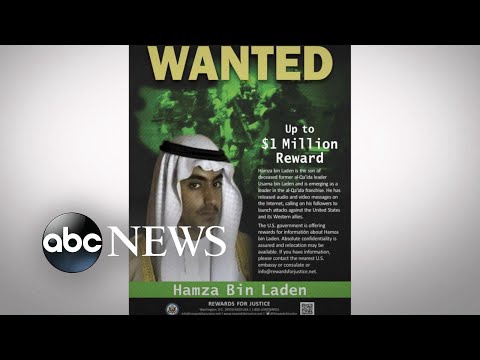 WANTED
Up to
$1 Million
Reward
Hamza bin Laden is the son of
deceased former al-Qa'ida leader
Usama bin Laden and is emerging as a
leader in the al-Qa'ida franchise. He has
released audio and video messages on
the Internet, calling on his followers to
launch attacks against the United States
and its Western allies.
The U.S. government is offering
rewards for information about Hamza
bin Laden. Absolute confidentiality is
assured and relocation may be
available. If you have information,
please contact the nearest U.S.
embassy or consulate or
info@rewardsforjustice.net.
abc NEWS
Hamza Bin Laden
REWARDS FOR JUSTICE